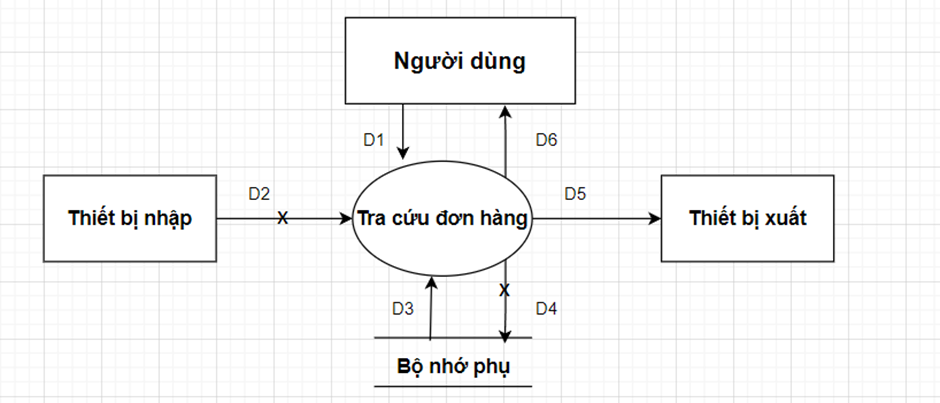 Người dùng
D1
D6
D2
D5
Thiết bị nhập
X
Tra cứu đơn hàng
Thiết bị xuất
X
D3
D4
Bộ nhớ phụ